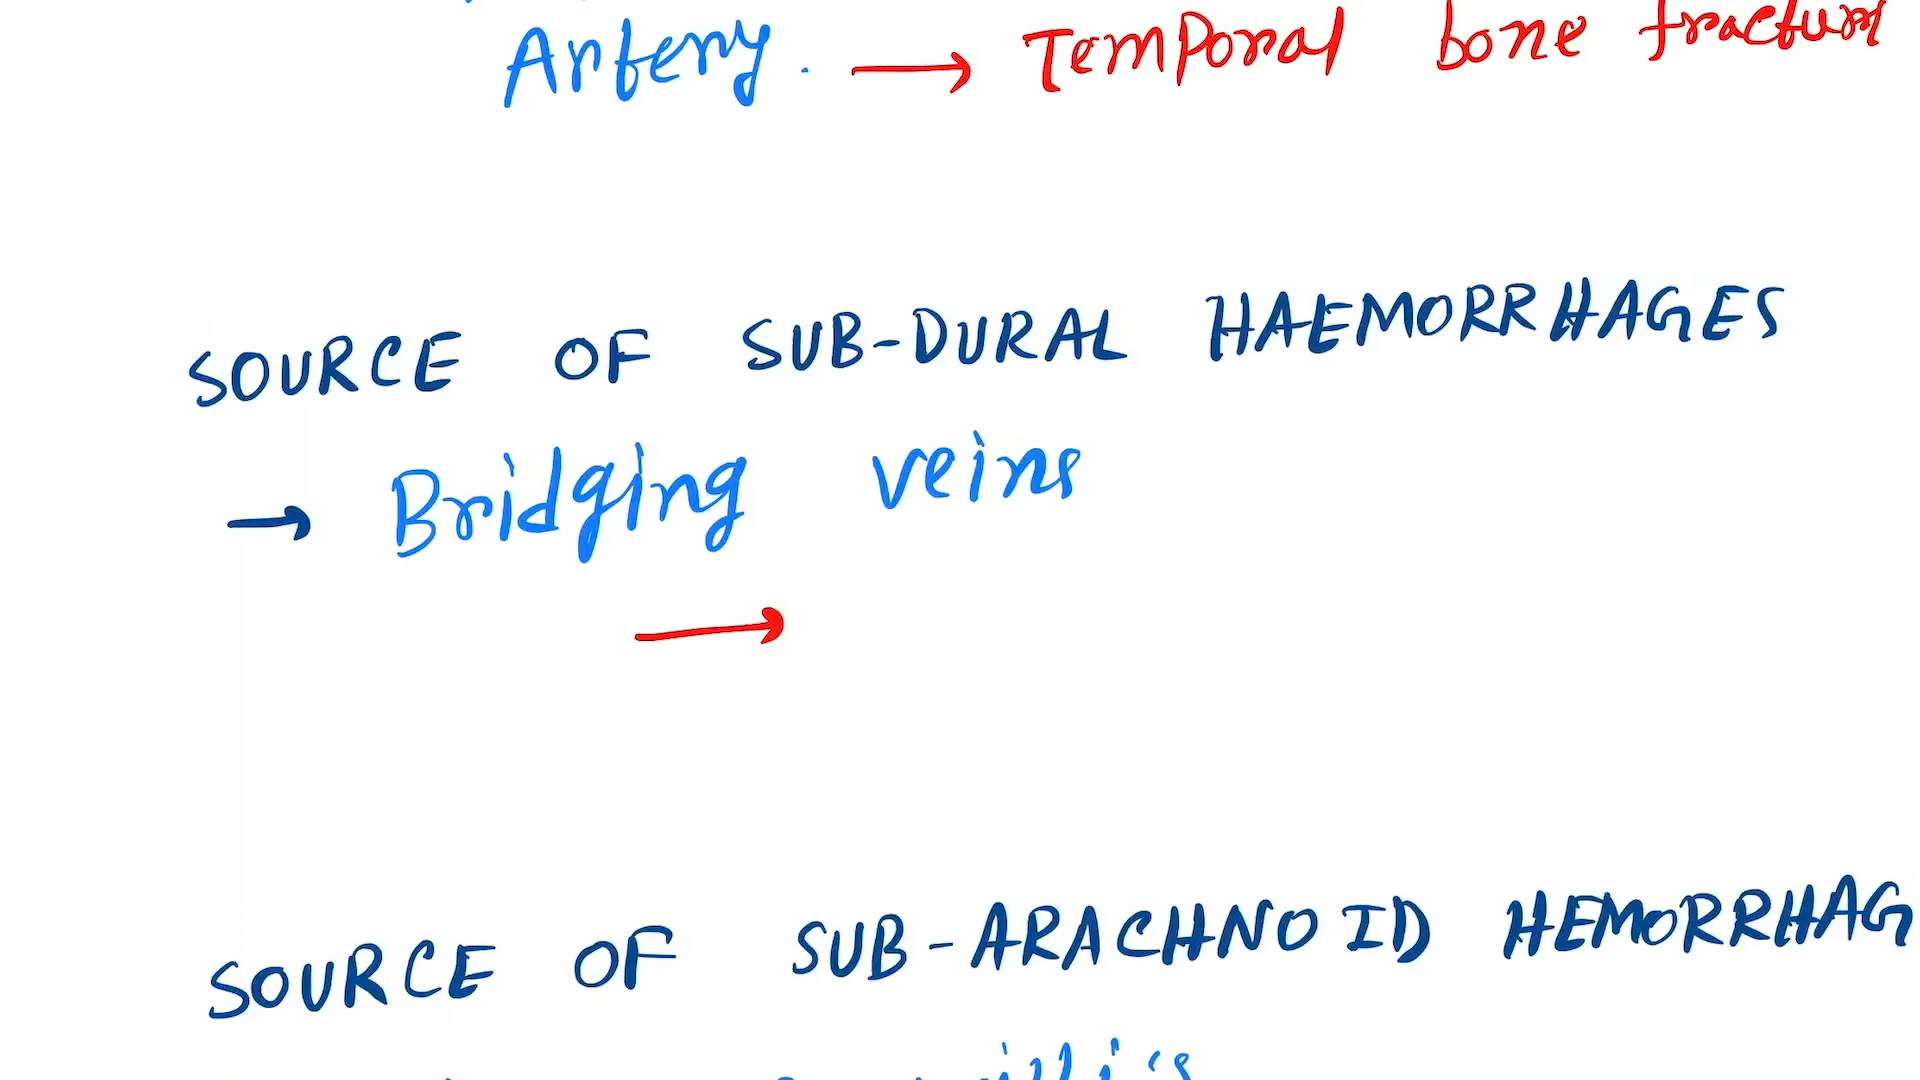 Artery. → Temporal bone fracture
SOURCE OF SUB-DURAL HAEMORRHAGES
→ Bridging veins
→
SOURCE OF SUB-ARACHNOID HEMORRHAG